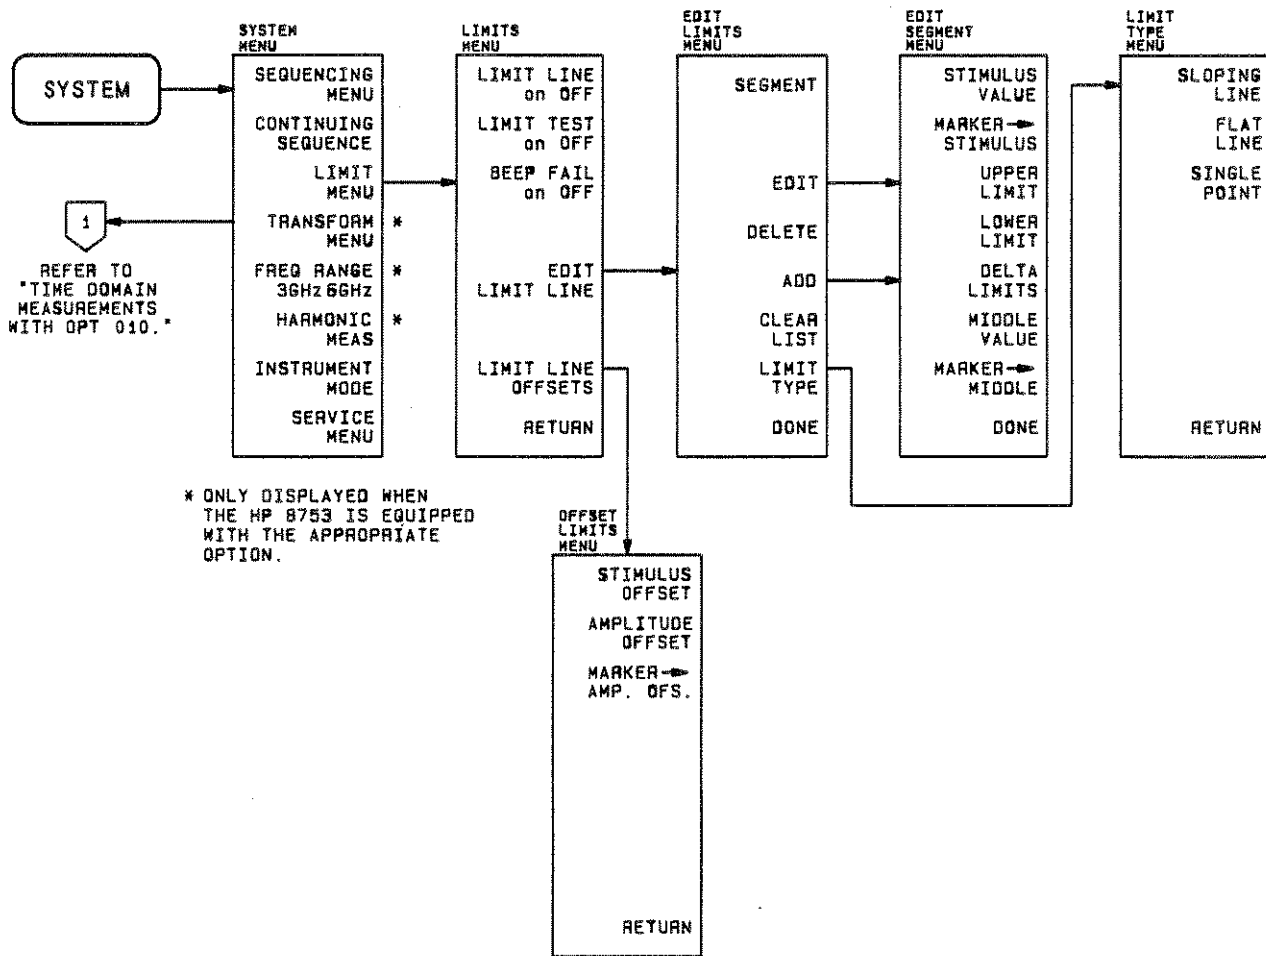 SYSTEM
SYSTEM
MENU
SEQUENCING
MENU
CONTINUING
SEQUENCE
LIMIT
MENU
TRANSFORM *
MENU
FREQ RANGE *
3GHz 6GHz
HARMONIC *
MEAS
INSTRUMENT
MODE
SERVICE
MENU
1
REFER TO
"TIME DOMAIN
MEASUREMENTS
WITH OPT 010."
* ONLY DISPLAYED WHEN
THE HP 8753 IS EQUIPPED
WITH THE APPROPRIATE
OPTION.
LIMITS
MENU
LIMIT LINE
on OFF
LIMIT TEST
on OFF
BEEP FAIL
on OFF
EDIT
LIMIT LINE
LIMIT LINE
OFFSETS
RETURN
EDIT
LIMITS
MENU
SEGMENT
EDIT
DELETE
ADD
CLEAR
LIST
LIMIT
TYPE
DONE
EDIT
SEGMENT
MENU
STIMULUS
VALUE
MARKER→
STIMULUS
UPPER
LIMIT
LOWER
LIMIT
DELTA
LIMITS
MIDDLE
VALUE
MARKER→
MIDDLE
DONE
LIMIT
TYPE
MENU
SLOPING
LINE
FLAT
LINE
SINGLE
POINT
RETURN
OFFSET
LIMITS
MENU
STIMULUS
OFFSET
AMPLITUDE
OFFSET
MARKER→
AMP. OFS.
RETURN